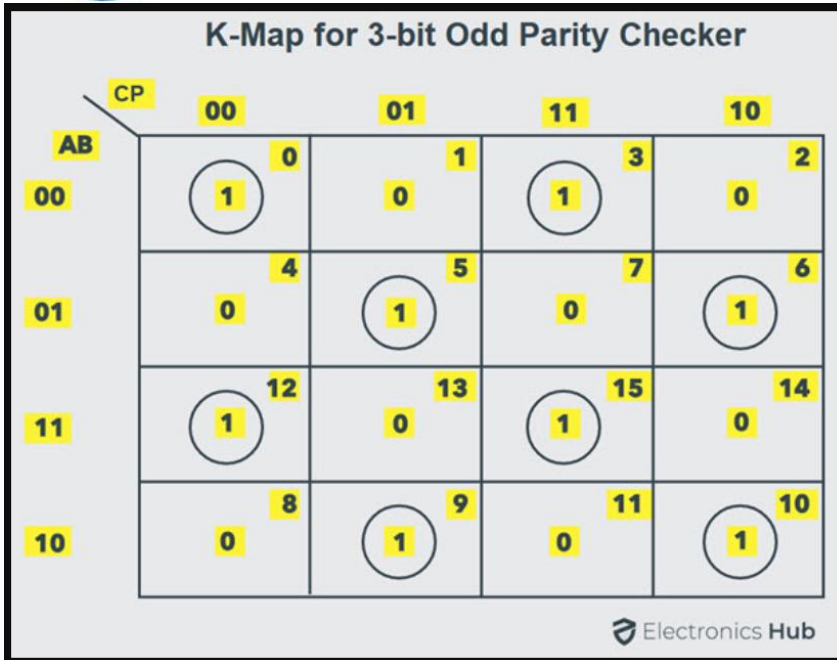 K-Map for 3-bit Odd Parity Checker
CP
00 01 11 10
AB
0 1 3 2
00 1 0 1 0
4 5 7 6
01 0 1 0 1
12 13 15 14
11 1 0 1 0
8 9 11 10
10 0 1 0 1
Electronics Hub